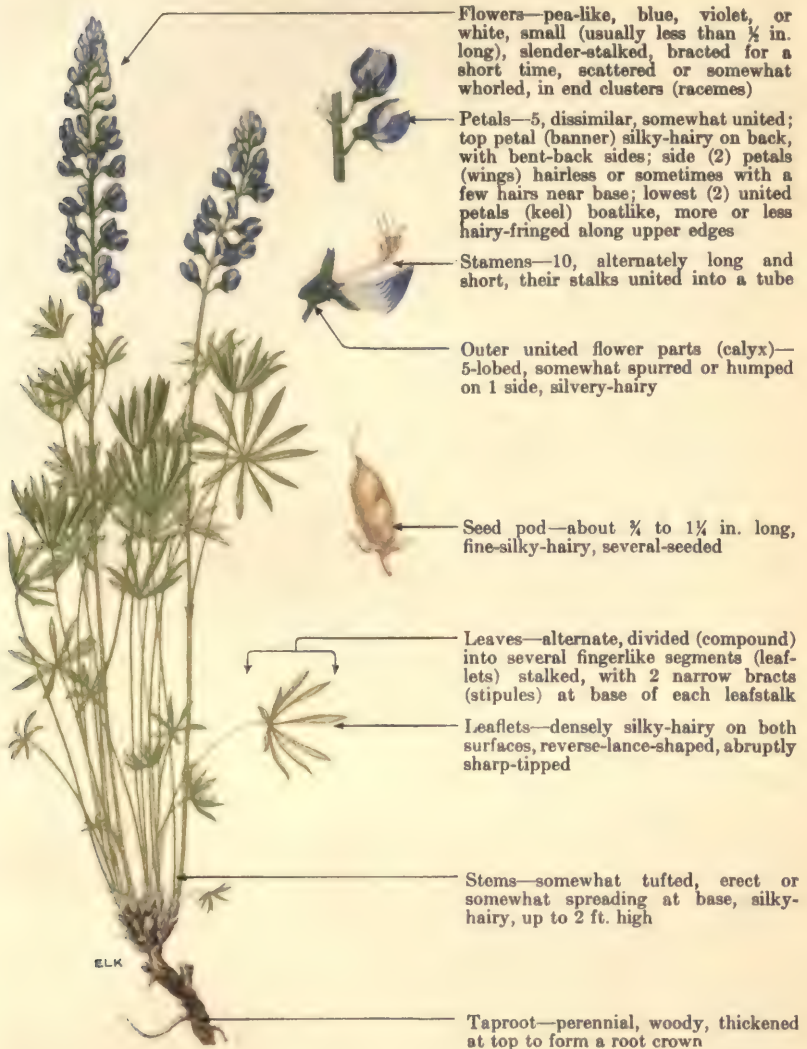 Flowers—pea-like, blue, violet, or
white, small (usually less than ½ in.
long), slender-stalked, bracted for a
short time, scattered or somewhat
whorled, in end clusters (racemes)
Petals—5, dissimilar, somewhat united;
top petal (banner) silky-hairy on back,
with bent-back sides; side (2) petals
(wings) hairless or sometimes with a
few hairs near base; lowest (2) united
petals (keel) boatlike, more or less
hairy-fringed along upper edges
Stamens—10, alternately long and
short, their stalks united into a tube
Outer united flower parts (calyx)—
5-lobed, somewhat spurred or humped
on 1 side, silvery-hairy
Seed pod—about ¾ to 1¼ in. long,
fine-silky-hairy, several-seeded
Leaves—alternate, divided (compound)
into several fingerlike segments (leaf-
lets) stalked, with 2 narrow bracts
(stipules) at base of each leafstalk
Leaflets—densely silky-hairy on both
surfaces, reverse-lance-shaped, abruptly
sharp-tipped
Stems—somewhat tufted, erect or
somewhat spreading at base, silky-
hairy, up to 2 ft. high
ELK
Taproot—perennial, woody, thickened
at top to form a root crown